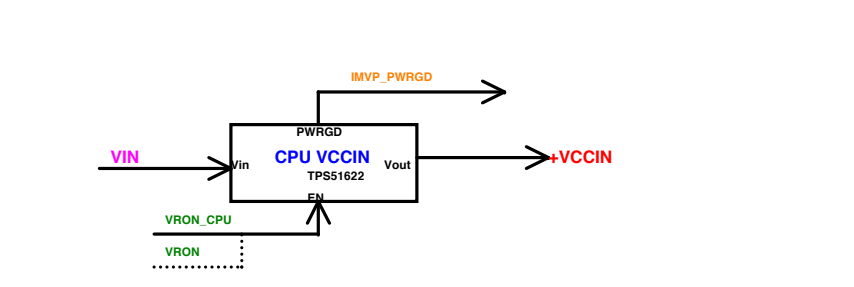 IMVP_PWRGD
PWRGD
VIN
Vin
CPU VCCIN
Vout
+VCCIN
TPS51622
EN
VRON_CPU
VRON